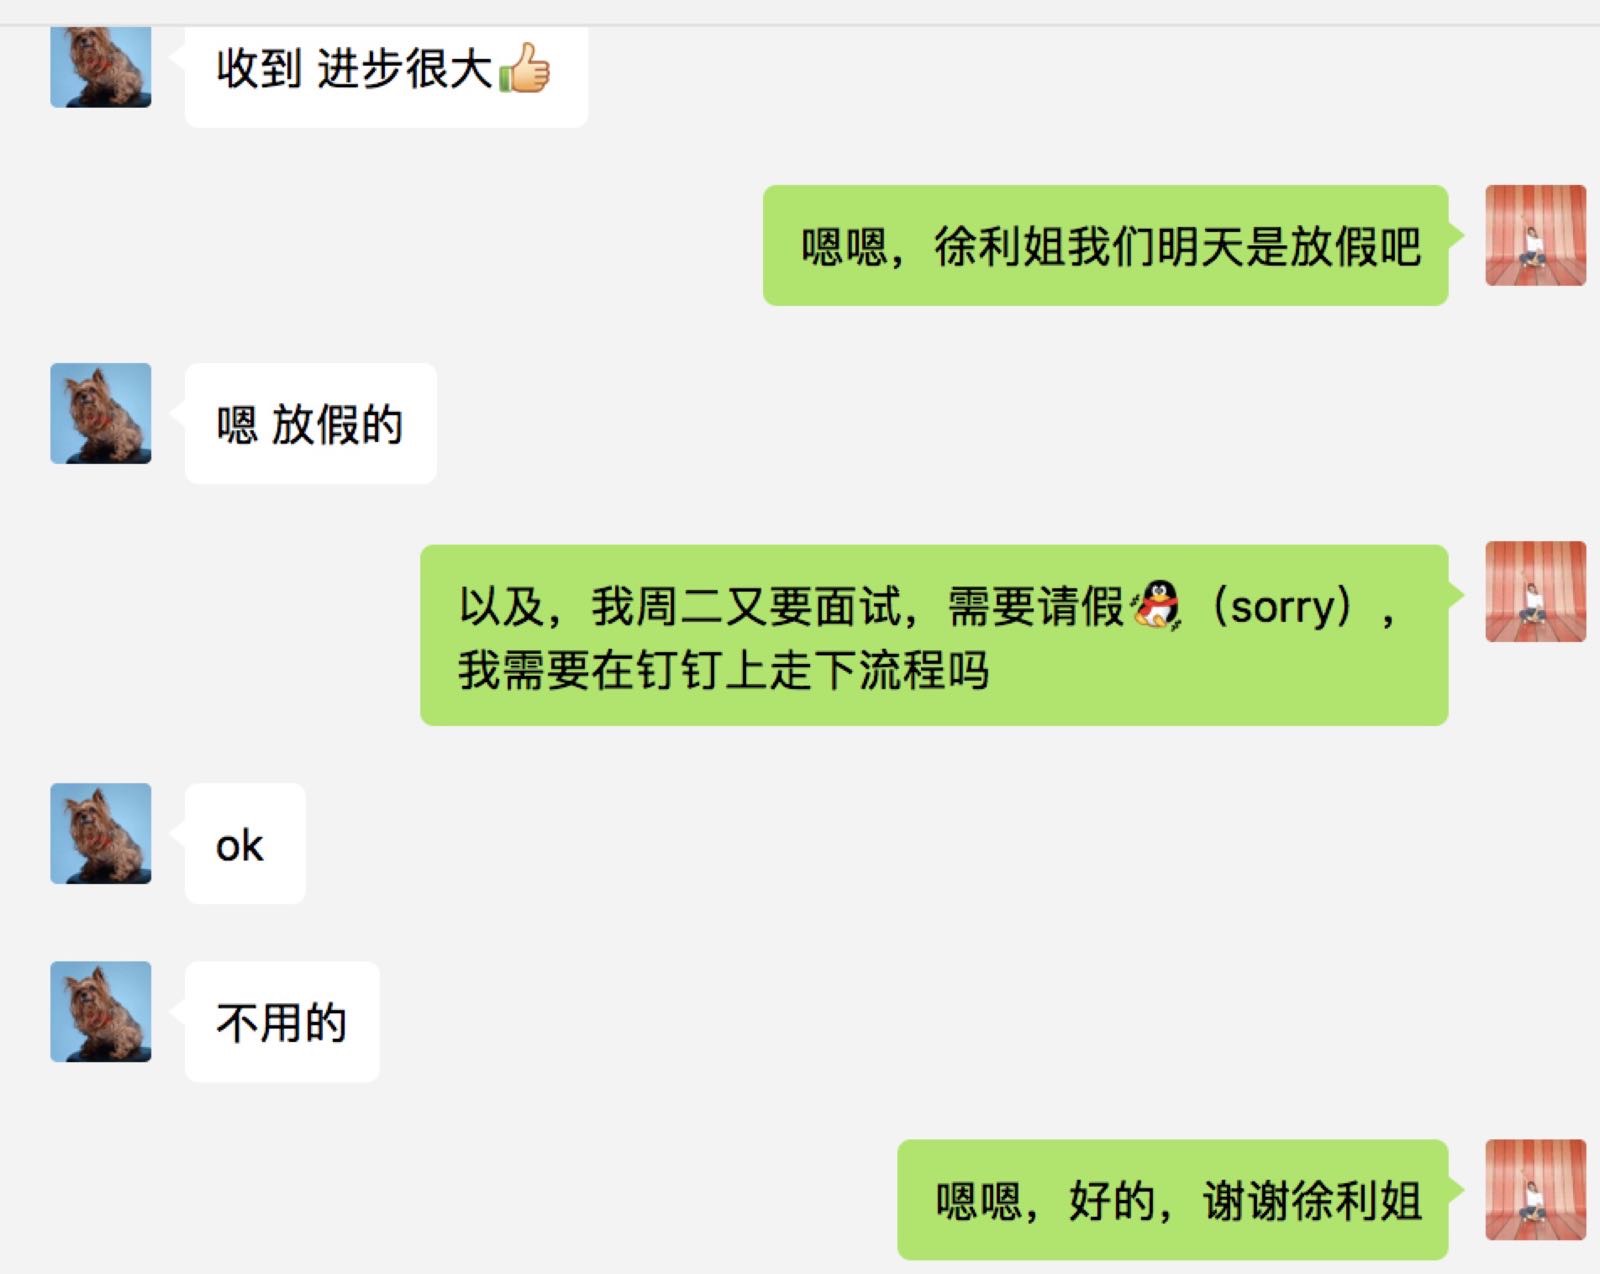 收到 进步很大👍
嗯嗯，徐利姐我们明天是放假吧
嗯 放假的
以及，我周二又要面试，需要请假（sorry），
我需要在钉钉上走下流程吗
ok
不用的
嗯嗯，好的，谢谢徐利姐